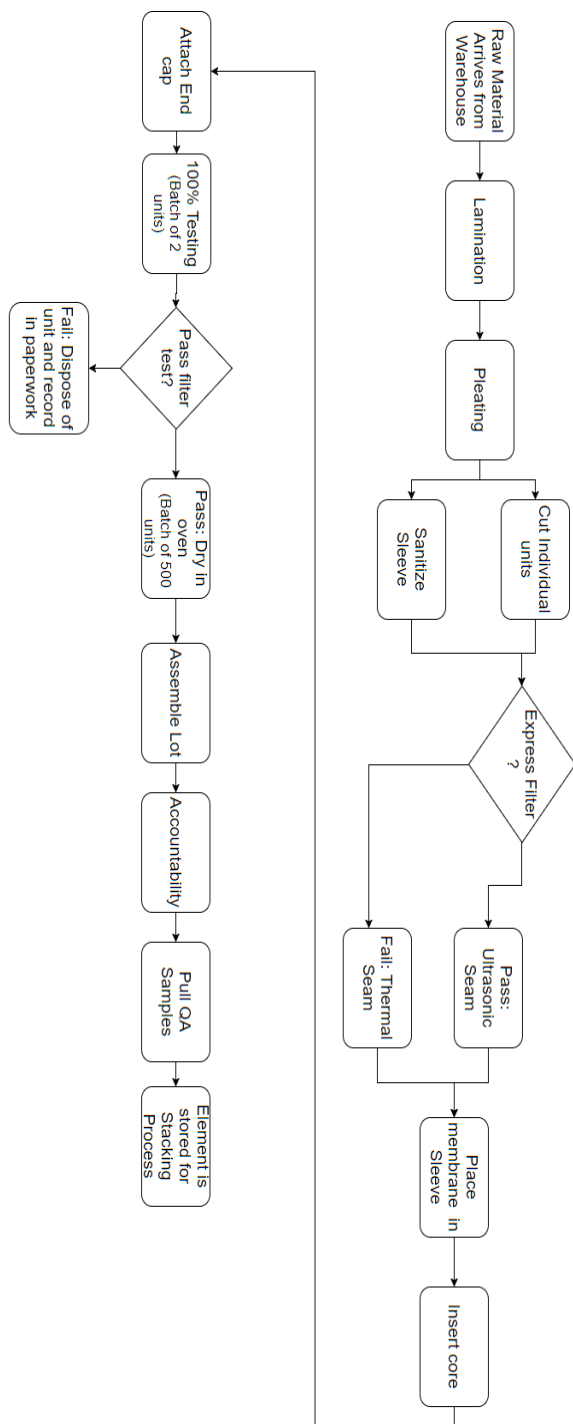 Raw Material
Arrives from
Warehouse
Lamination
Pleating
Cut Individual
units
Sanitize
Sleeve
Express Filter
?
Pass:
Ultrasonic
Seam
Fail: Thermal
Seam
Place
membrane in
Sleeve
Insert core
Attach End
cap
100% Testing
(Batch of 2
units)
Pass filter
test?
Fail: Dispose of
unit and record
in paperwork
Pass: Dry in
oven
(Batch of 500
units)
Assemble Lot
Accountability
Pull QA
Samples
Element is
stored for
Stacking
Process